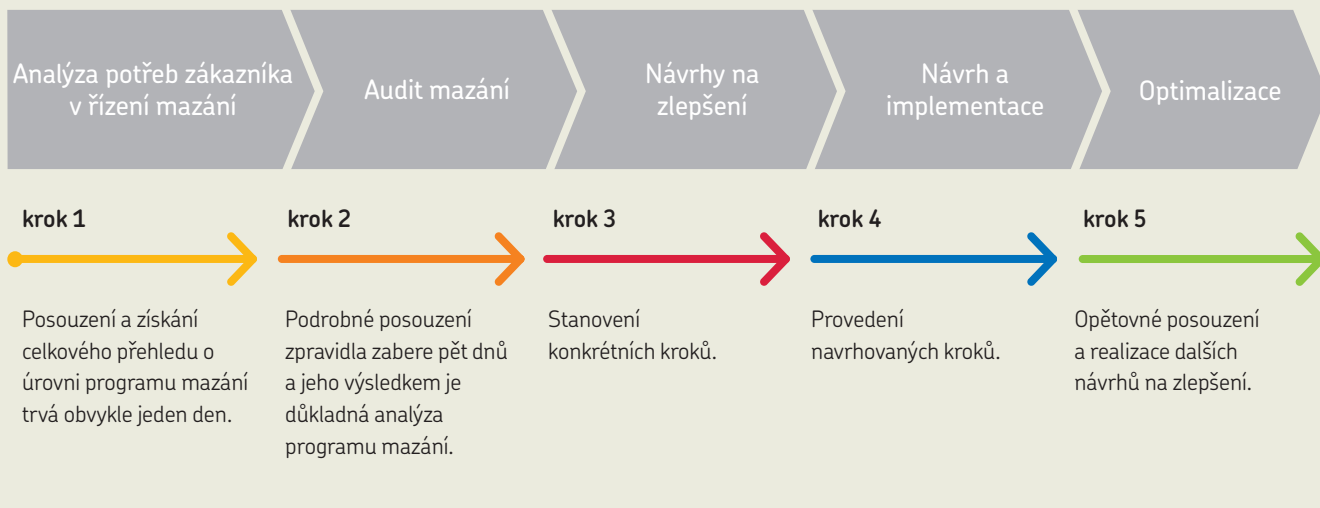 Analýza potřeb zákazníka
v řízení mazání
Audit mazání
Návrhy na
zlepšení
Návrh a
implementace
Optimalizace
krok 1
Posouzení a získání
celkového přehledu o
úrovni programu mazání
trvá obvykle jeden den.
krok 2
Podrobné posouzení
zpravidla zabere pět dnů
a jeho výsledkem je
důkladná analýza
programu mazání.
krok 3
Stanovení
konkrétních kroků.
krok 4
Provedení
navrhovaných kroků.
krok 5
Opětovné posouzení
a realizace dalších
návrhů na zlepšení.